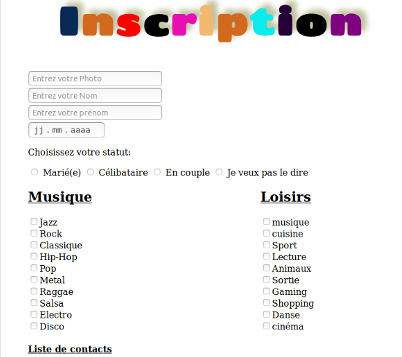 Inscription
Entrez votre Photo
Entrez votre Nom
Entrez votre prénom
jj . mm . aaaa
Choisissez votre statut:
Marié(e) Célibataire En couple Je veux pas le dire
Musique
Jazz
Rock
Classique
Hip-Hop
Pop
Metal
Raggae
Salsa
Electro
Disco
Loisirs
musique
cuisine
Sport
Lecture
Animaux
Sortie
Gaming
Shopping
Danse
cinéma
Liste de contacts